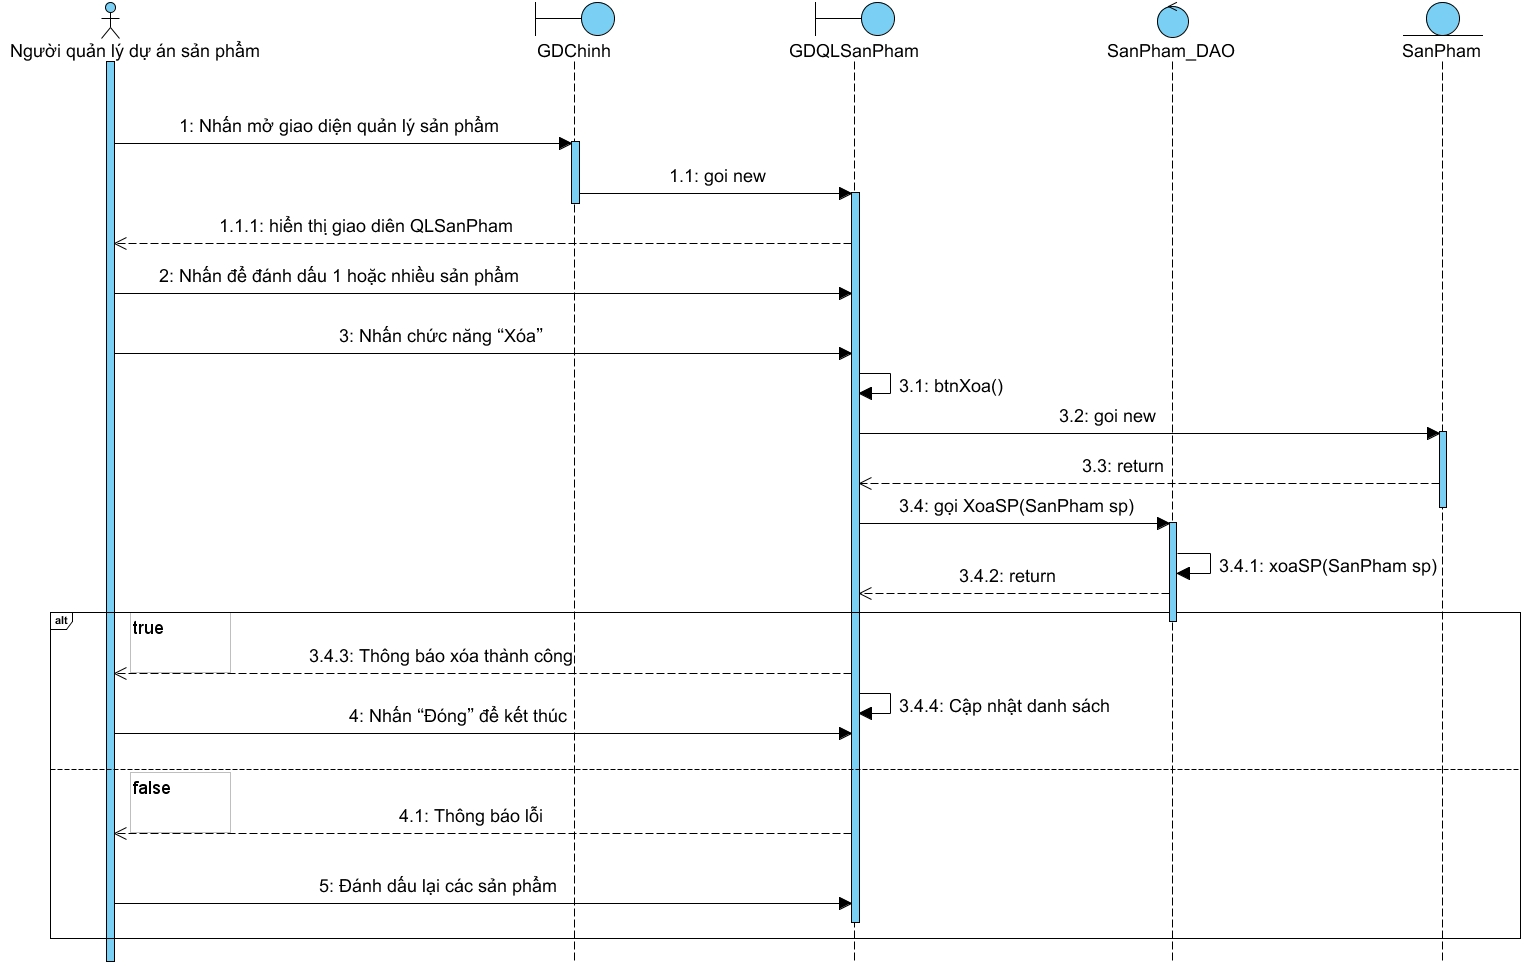 Người quản lý dự án sản phẩm
GDChinh
GDQLSanPham
SanPham_DAO
SanPham
1: Nhấn mở giao diện quản lý sản phẩm
1.1: goi new
1.1.1: hiển thị giao diên QLSanPham
2: Nhấn để đánh dấu 1 hoặc nhiều sản phẩm
3: Nhấn chức năng “Xóa”
3.1: btnXoa()
3.2: goi new
3.3: return
3.4: gọi XoaSP(SanPham sp)
3.4.1: xoaSP(SanPham sp)
3.4.2: return
alt
true
3.4.3: Thông báo xóa thành công
3.4.4: Cập nhật danh sách
4: Nhấn “Đóng” để kết thúc
false
4.1: Thông báo lỗi
5: Đánh dấu lại các sản phẩm